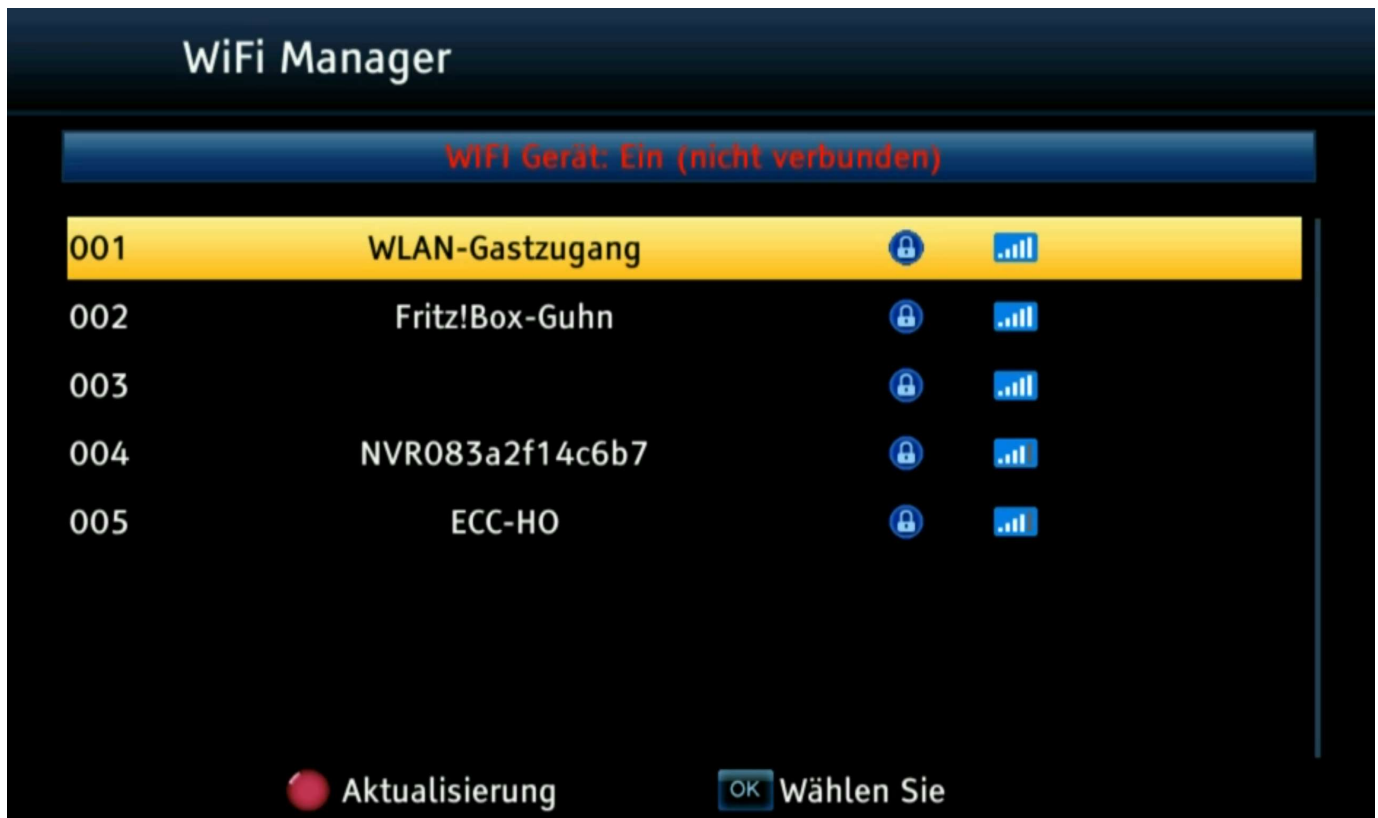 WiFi Manager
WIFI Gerät: Ein (nicht verbunden)
001 WLAN-Gastzugang
002 Fritz!Box-Guhn
003
004 NVR083a2f14c6b7
005 ECC-HO
Aktualisierung OK Wählen Sie